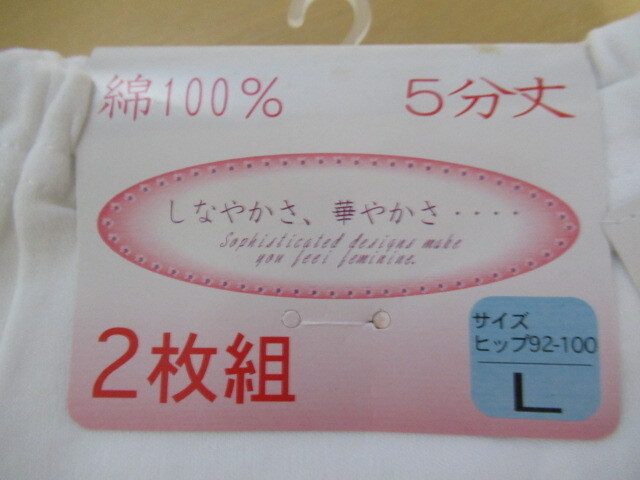 綿100% 5分丈
しなやかさ、華やかさ・・・・
Sophisticated designs make
you feei feminine.
2枚組
サイズ
ヒップ92-100
L